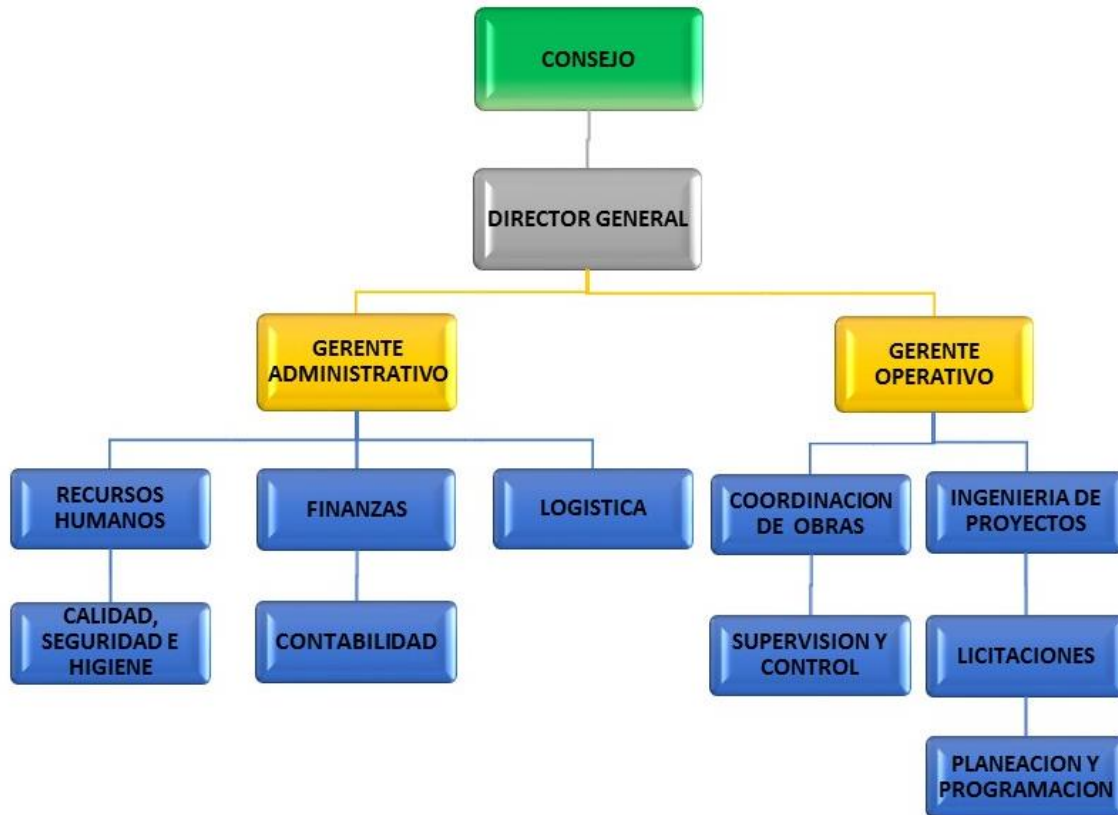 CONSEJO
DIRECTOR GENERAL
GERENTE
ADMINISTRATIVO
GERENTE
OPERATIVO
RECURSOS
HUMANOS
FINANZAS
LOGISTICA
COORDINACION
DE OBRAS
INGENIERIA DE
PROYECTOS
CALIDAD,
SEGURIDAD E
HIGIENE
CONTABILIDAD
SUPERVISION Y
CONTROL
LICITACIONES
PLANEACION Y
PROGRAMACION